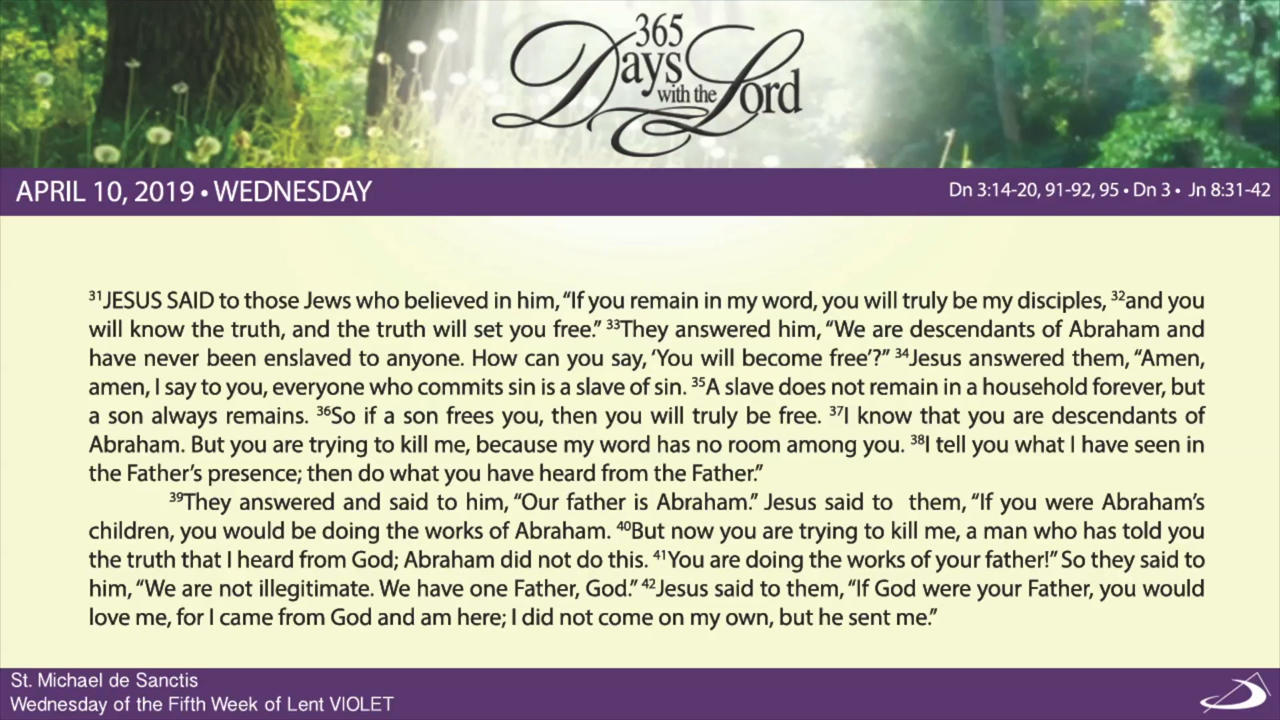 365
Days
with the Lord
APRIL 10, 2019 • WEDNESDAY
Dn 3:14-20, 91-92, 95 • Dn 3 • Jn 8:31-42
³¹JESUS SAID to those Jews who believed in him, “If you remain in my word, you will truly be my disciples, ³²and you
will know the truth, and the truth will set you free.” ³³They answered him, “We are descendants of Abraham and
have never been enslaved to anyone. How can you say, ‘You will become free’?” ³⁴Jesus answered them, “Amen,
amen, I say to you, everyone who commits sin is a slave of sin. ³⁵A slave does not remain in a household forever, but
a son always remains. ³⁶So if a son frees you, then you will truly be free. ³⁷I know that you are descendants of
Abraham. But you are trying to kill me, because my word has no room among you. ³⁸I tell you what I have seen in
the Father’s presence; then do what you have heard from the Father.”
³⁹They answered and said to him, “Our father is Abraham.” Jesus said to them, “If you were Abraham’s
children, you would be doing the works of Abraham. ⁴⁰But now you are trying to kill me, a man who has told you
the truth that I heard from God; Abraham did not do this. ⁴¹You are doing the works of your father!” So they said to
him, “We are not illegitimate. We have one Father, God.” ⁴²Jesus said to them, “If God were your Father, you would
love me, for I came from God and am here; I did not come on my own, but he sent me.”
St. Michael de Sanctis
Wednesday of the Fifth Week of Lent VIOLET